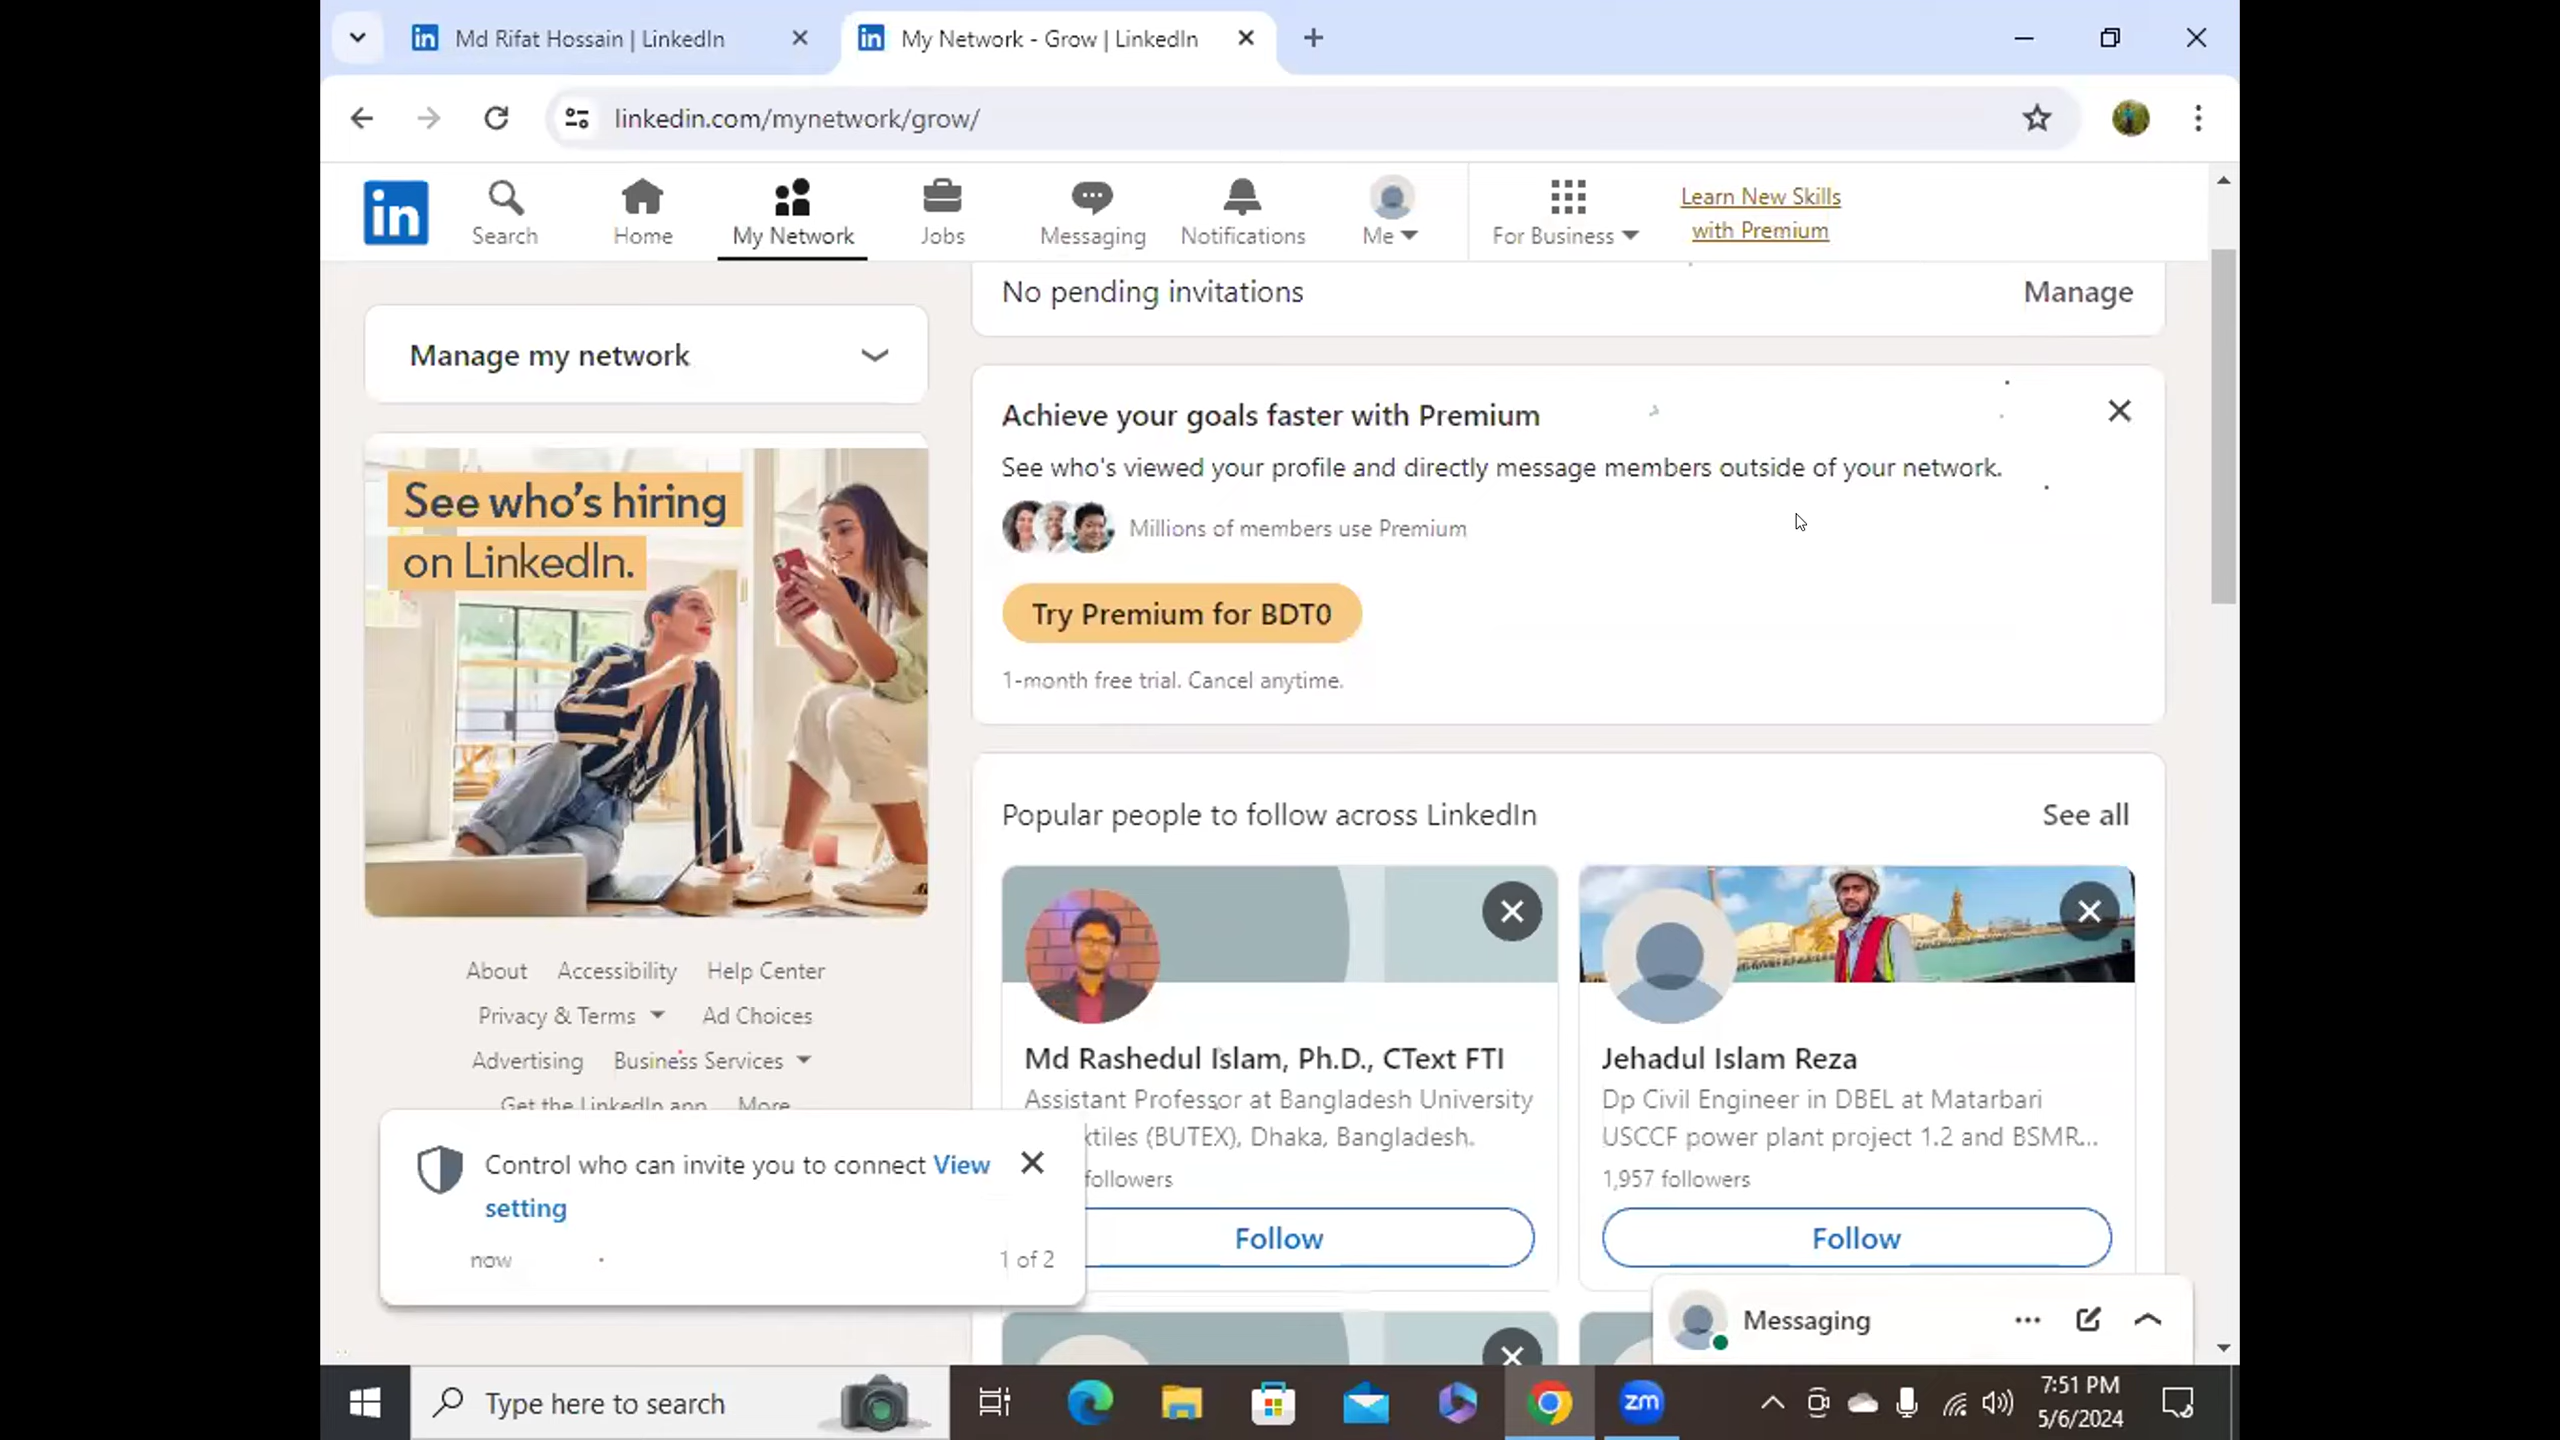 Md Rifat Hossain | LinkedIn
My Network - Grow | LinkedIn
linkedin.com/mynetwork/grow/
in
Search
Home
My Network
Jobs
Messaging
Notifications
Me
For Business
Learn New Skills
with Premium
No pending invitations
Manage
Manage my network
See who's hiring
on LinkedIn.
Achieve your goals faster with Premium
See who's viewed your profile and directly message members outside of your network.
Millions of members use Premium
Try Premium for BDT0
1-month free trial. Cancel anytime.
Popular people to follow across LinkedIn
See all
Md Rashedul Islam, Ph.D., CText FTI
Assistant Professor at Bangladesh University
xtiles (BUTEX), Dhaka, Bangladesh.
followers
Follow
Jehadul Islam Reza
Dp Civil Engineer in DBEL at Matarbari
USCCF power plant project 1.2 and BSMR...
1,957 followers
Follow
About Accessibility Help Center
Privacy & Terms Ad Choices
Advertising Business Services
Get the LinkedIn app More
Control who can invite you to connect View
setting
now
1 of 2
Messaging
Type here to search
zm
7:51 PM
5/6/2024